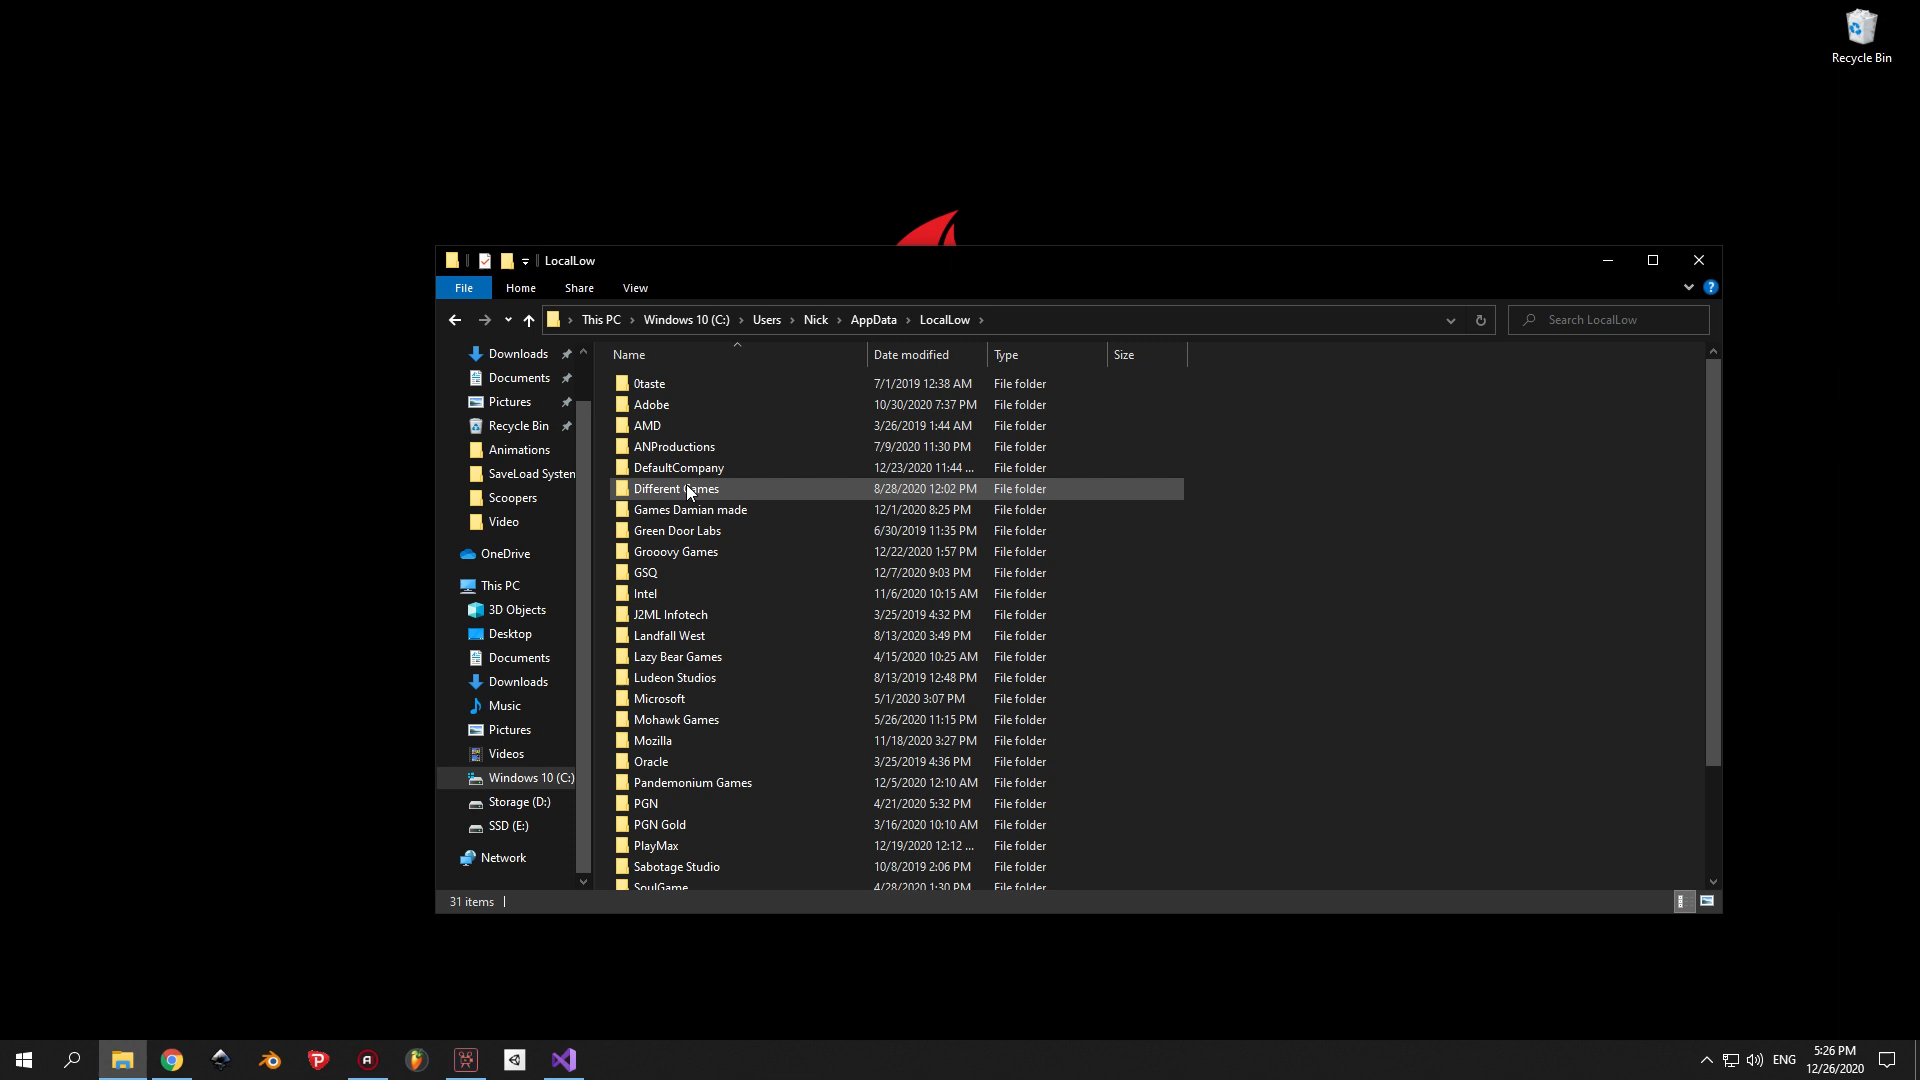 Recycle Bin
LocalLow
File Home Share View
This PC Windows 10 (C:) Users Nick AppData LocalLow
Search LocalLow
Downloads
Documents
Pictures
Recycle Bin
Animations
SaveLoad System
Scoopers
Video
OneDrive
This PC
3D Objects
Desktop
Documents
Downloads
Music
Pictures
Videos
Windows 10 (C:)
Storage (D:)
SSD (E:)
Network
Name Date modified Type Size
0taste 7/1/2019 12:38 AM File folder
Adobe 10/30/2020 7:37 PM File folder
AMD 3/26/2019 1:44 AM File folder
ANProductions 7/9/2020 11:30 PM File folder
DefaultCompany 12/23/2020 11:44 ... File folder
Different Games 8/28/2020 12:02 PM File folder
Games Damian made 12/1/2020 8:25 PM File folder
Green Door Labs 6/30/2019 11:35 PM File folder
Grooovy Games 12/22/2020 1:57 PM File folder
GSQ 12/7/2020 9:03 PM File folder
Intel 11/6/2020 10:15 AM File folder
J2ML Infotech 3/25/2019 4:32 PM File folder
Landfall West 8/13/2020 3:49 PM File folder
Lazy Bear Games 4/15/2020 10:25 AM File folder
Ludeon Studios 8/13/2019 12:48 PM File folder
Microsoft 5/1/2020 3:07 PM File folder
Mohawk Games 5/26/2020 11:15 PM File folder
Mozilla 11/18/2020 3:27 PM File folder
Oracle 3/25/2019 4:36 PM File folder
Pandemonium Games 12/5/2020 12:10 AM File folder
PGN 4/21/2020 5:32 PM File folder
PGN Gold 3/16/2020 10:10 AM File folder
PlayMax 12/19/2020 12:12 ... File folder
Sabotage Studio 10/8/2019 2:06 PM File folder
SoulGame 4/28/2020 1:30 PM File folder
31 items
ENG
5:26 PM
12/26/2020